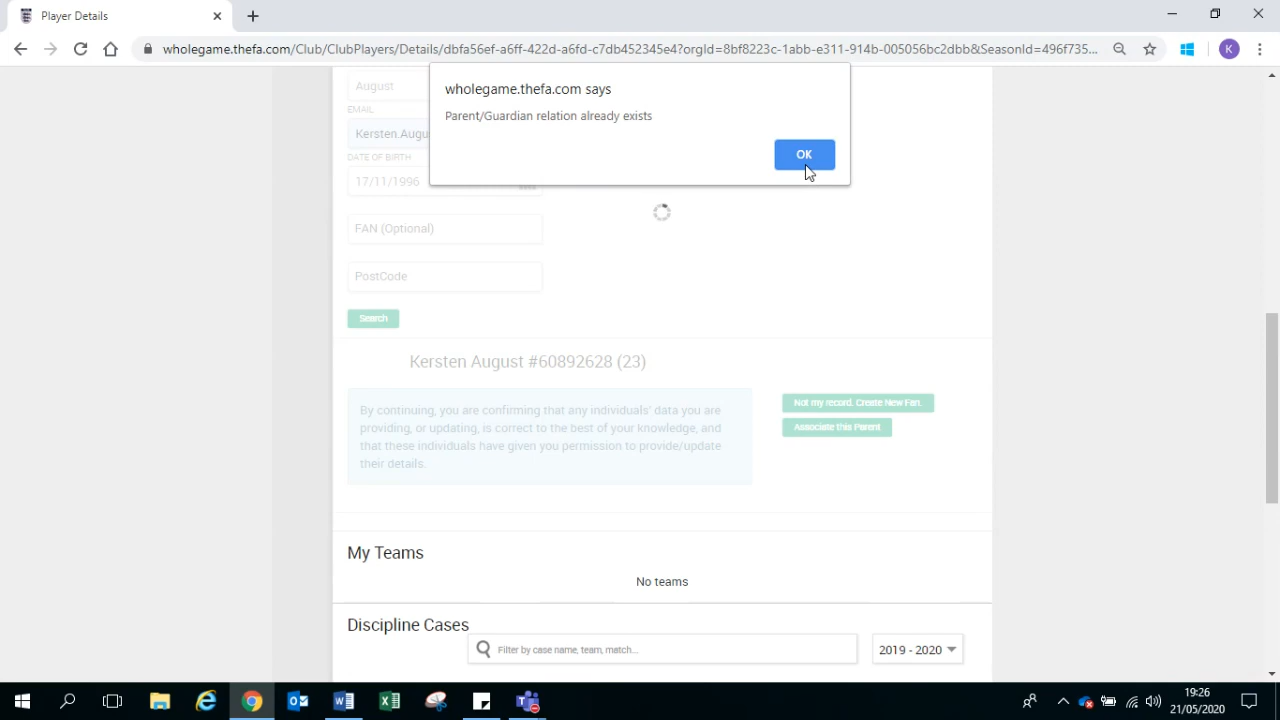 Player Details
wholegame.thefa.com/Club/ClubPlayers/Details/dbfa56ef-a6ff-422d-a6fd-c7db452345e4?orgId=8bf8223c-1abb-e311-914b-005056bc2dbb&SeasonId=496f735...
K
wholegame.thefa.com says
Parent/Guardian relation already exists
OK
August
EMAIL
Kersten.Augu
DATE OF BIRTH
17/11/1996
FAN (Optional)
PostCode
Search
Kersten August #60892628 (23)
By continuing, you are confirming that any individuals' data you are
providing, or updating, is correct to the best of your knowledge, and
that these individuals have given you permission to provide/update
their details.
Not my record. Create New Fan.
Associate this Parent
My Teams
No teams
Discipline Cases
Filter by case name, team, match...
2019 - 2020
19:26
21/05/2020